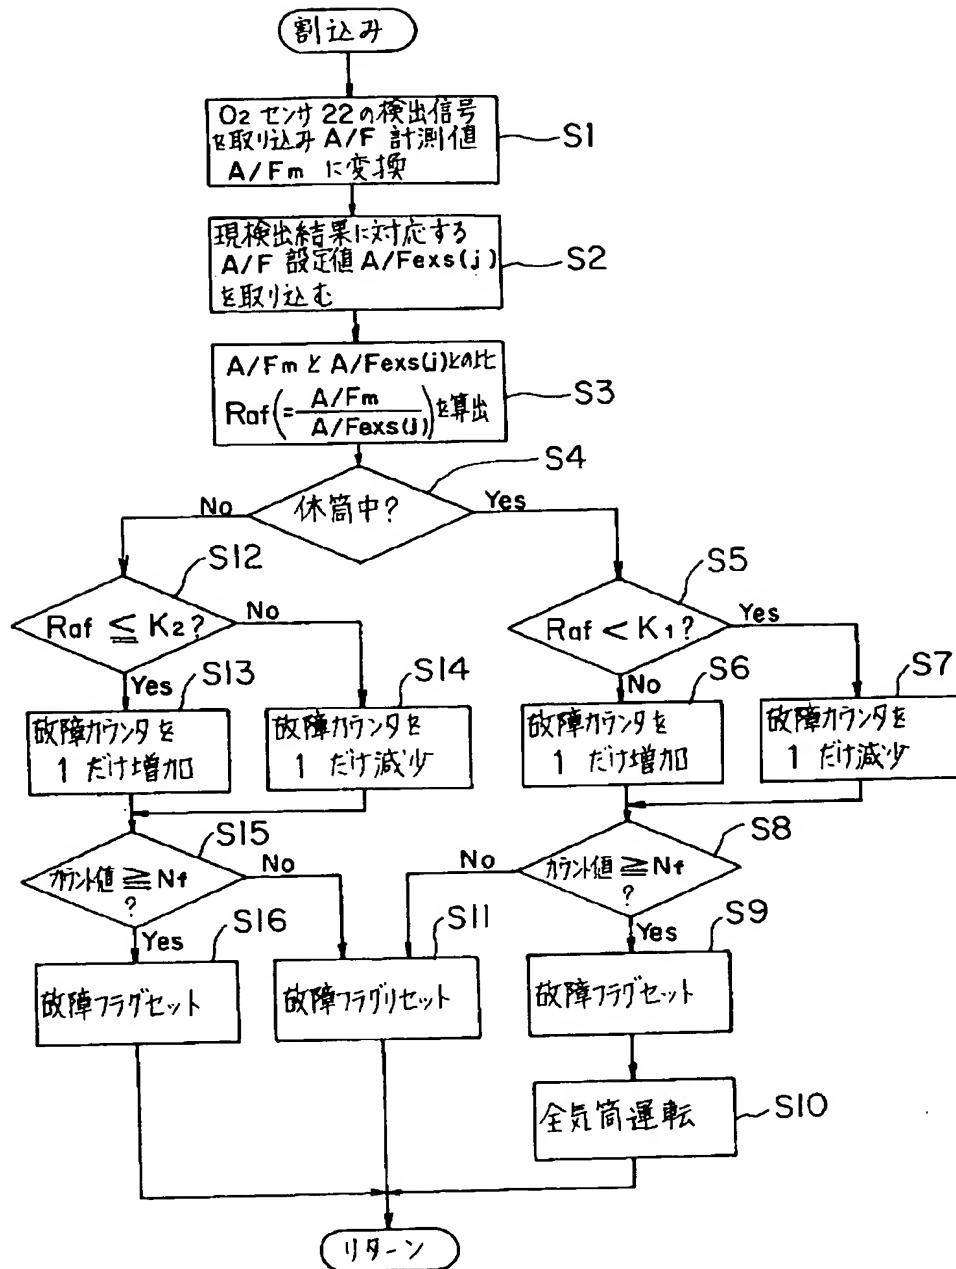 割込み
O2 センサ 22 の検出信号
を取り込み A/F 計測値
A/Fm に変換
S1
現検出結果に対応する
A/F 設定値 A/Fexs(j)
を取り込む
S2
A/Fm と A/Fexs(j)との比
Raf(=A/Fm/A/Fexs(j))を算出
S3
S4
休筒中?
No
Yes
S12
Raf ≦ K2?
No
Yes
S5
Raf < K1?
Yes
No
S13
故障カウンタを
1 だけ増加
S14
故障カウンタを
1 だけ減少
S6
故障カウンタを
1 だけ増加
S7
故障カウンタを
1 だけ減少
S15
カウント値 ≧ Nf
?
No
Yes
S8
カウント値 ≧ Nf
?
No
Yes
S16
故障フラグセット
S11
故障フラグリセット
S9
故障フラグセット
全気筒運転
S10
リターン